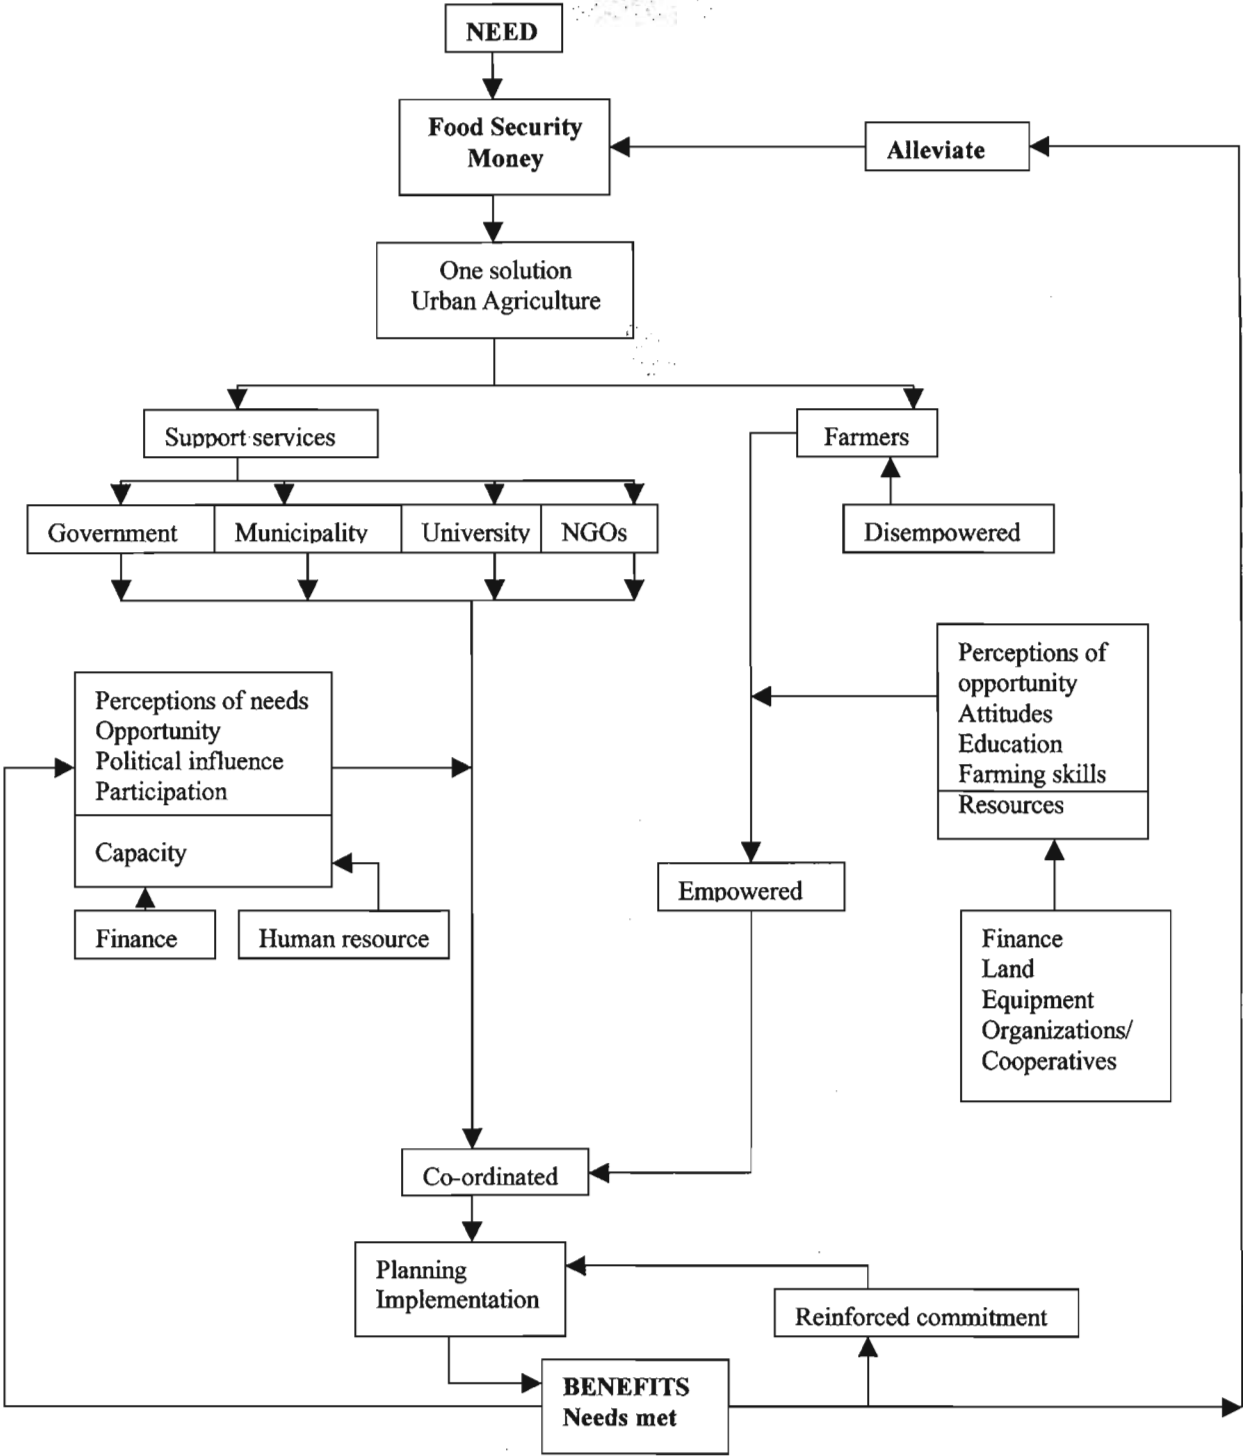 NEED
Food Security
Money
Alleviate
One solution
Urban Agriculture
Support services
Farmers
Government
Municipality
University
NGOs
Disempowered
Perceptions of needs
Opportunity
Political influence
Participation
Capacity
Finance
Human resource
Perceptions of
opportunity
Attitudes
Education
Farming skills
Resources
Empowered
Finance
Land
Equipment
Organizations/
Cooperatives
Co-ordinated
Planning
Implementation
Reinforced commitment
BENEFITS
Needs met